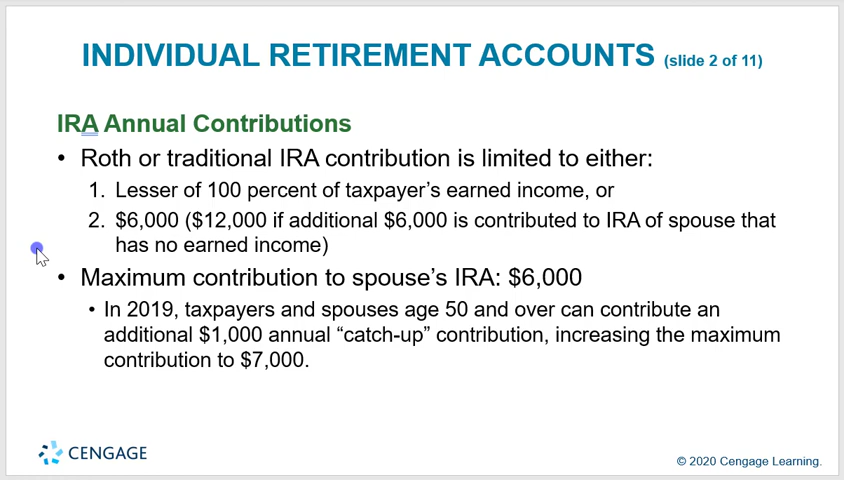 INDIVIDUAL RETIREMENT ACCOUNTS (slide 2 of 11)
IRA Annual Contributions
• Roth or traditional IRA contribution is limited to either:
1. Lesser of 100 percent of taxpayer's earned income, or
2. $6,000 ($12,000 if additional $6,000 is contributed to IRA of spouse that
has no earned income)
• Maximum contribution to spouse's IRA: $6,000
• In 2019, taxpayers and spouses age 50 and over can contribute an
additional $1,000 annual “catch-up” contribution, increasing the maximum
contribution to $7,000.
CENGAGE
© 2020 Cengage Learning.